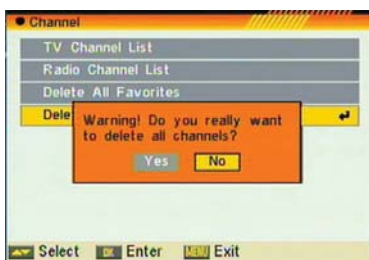 Channel
TV Channel List
Radio Channel List
Delete All Favorites
Dele
Warning! Do you really want
to delete all channels?
Yes No
Select OK Enter MENU Exit